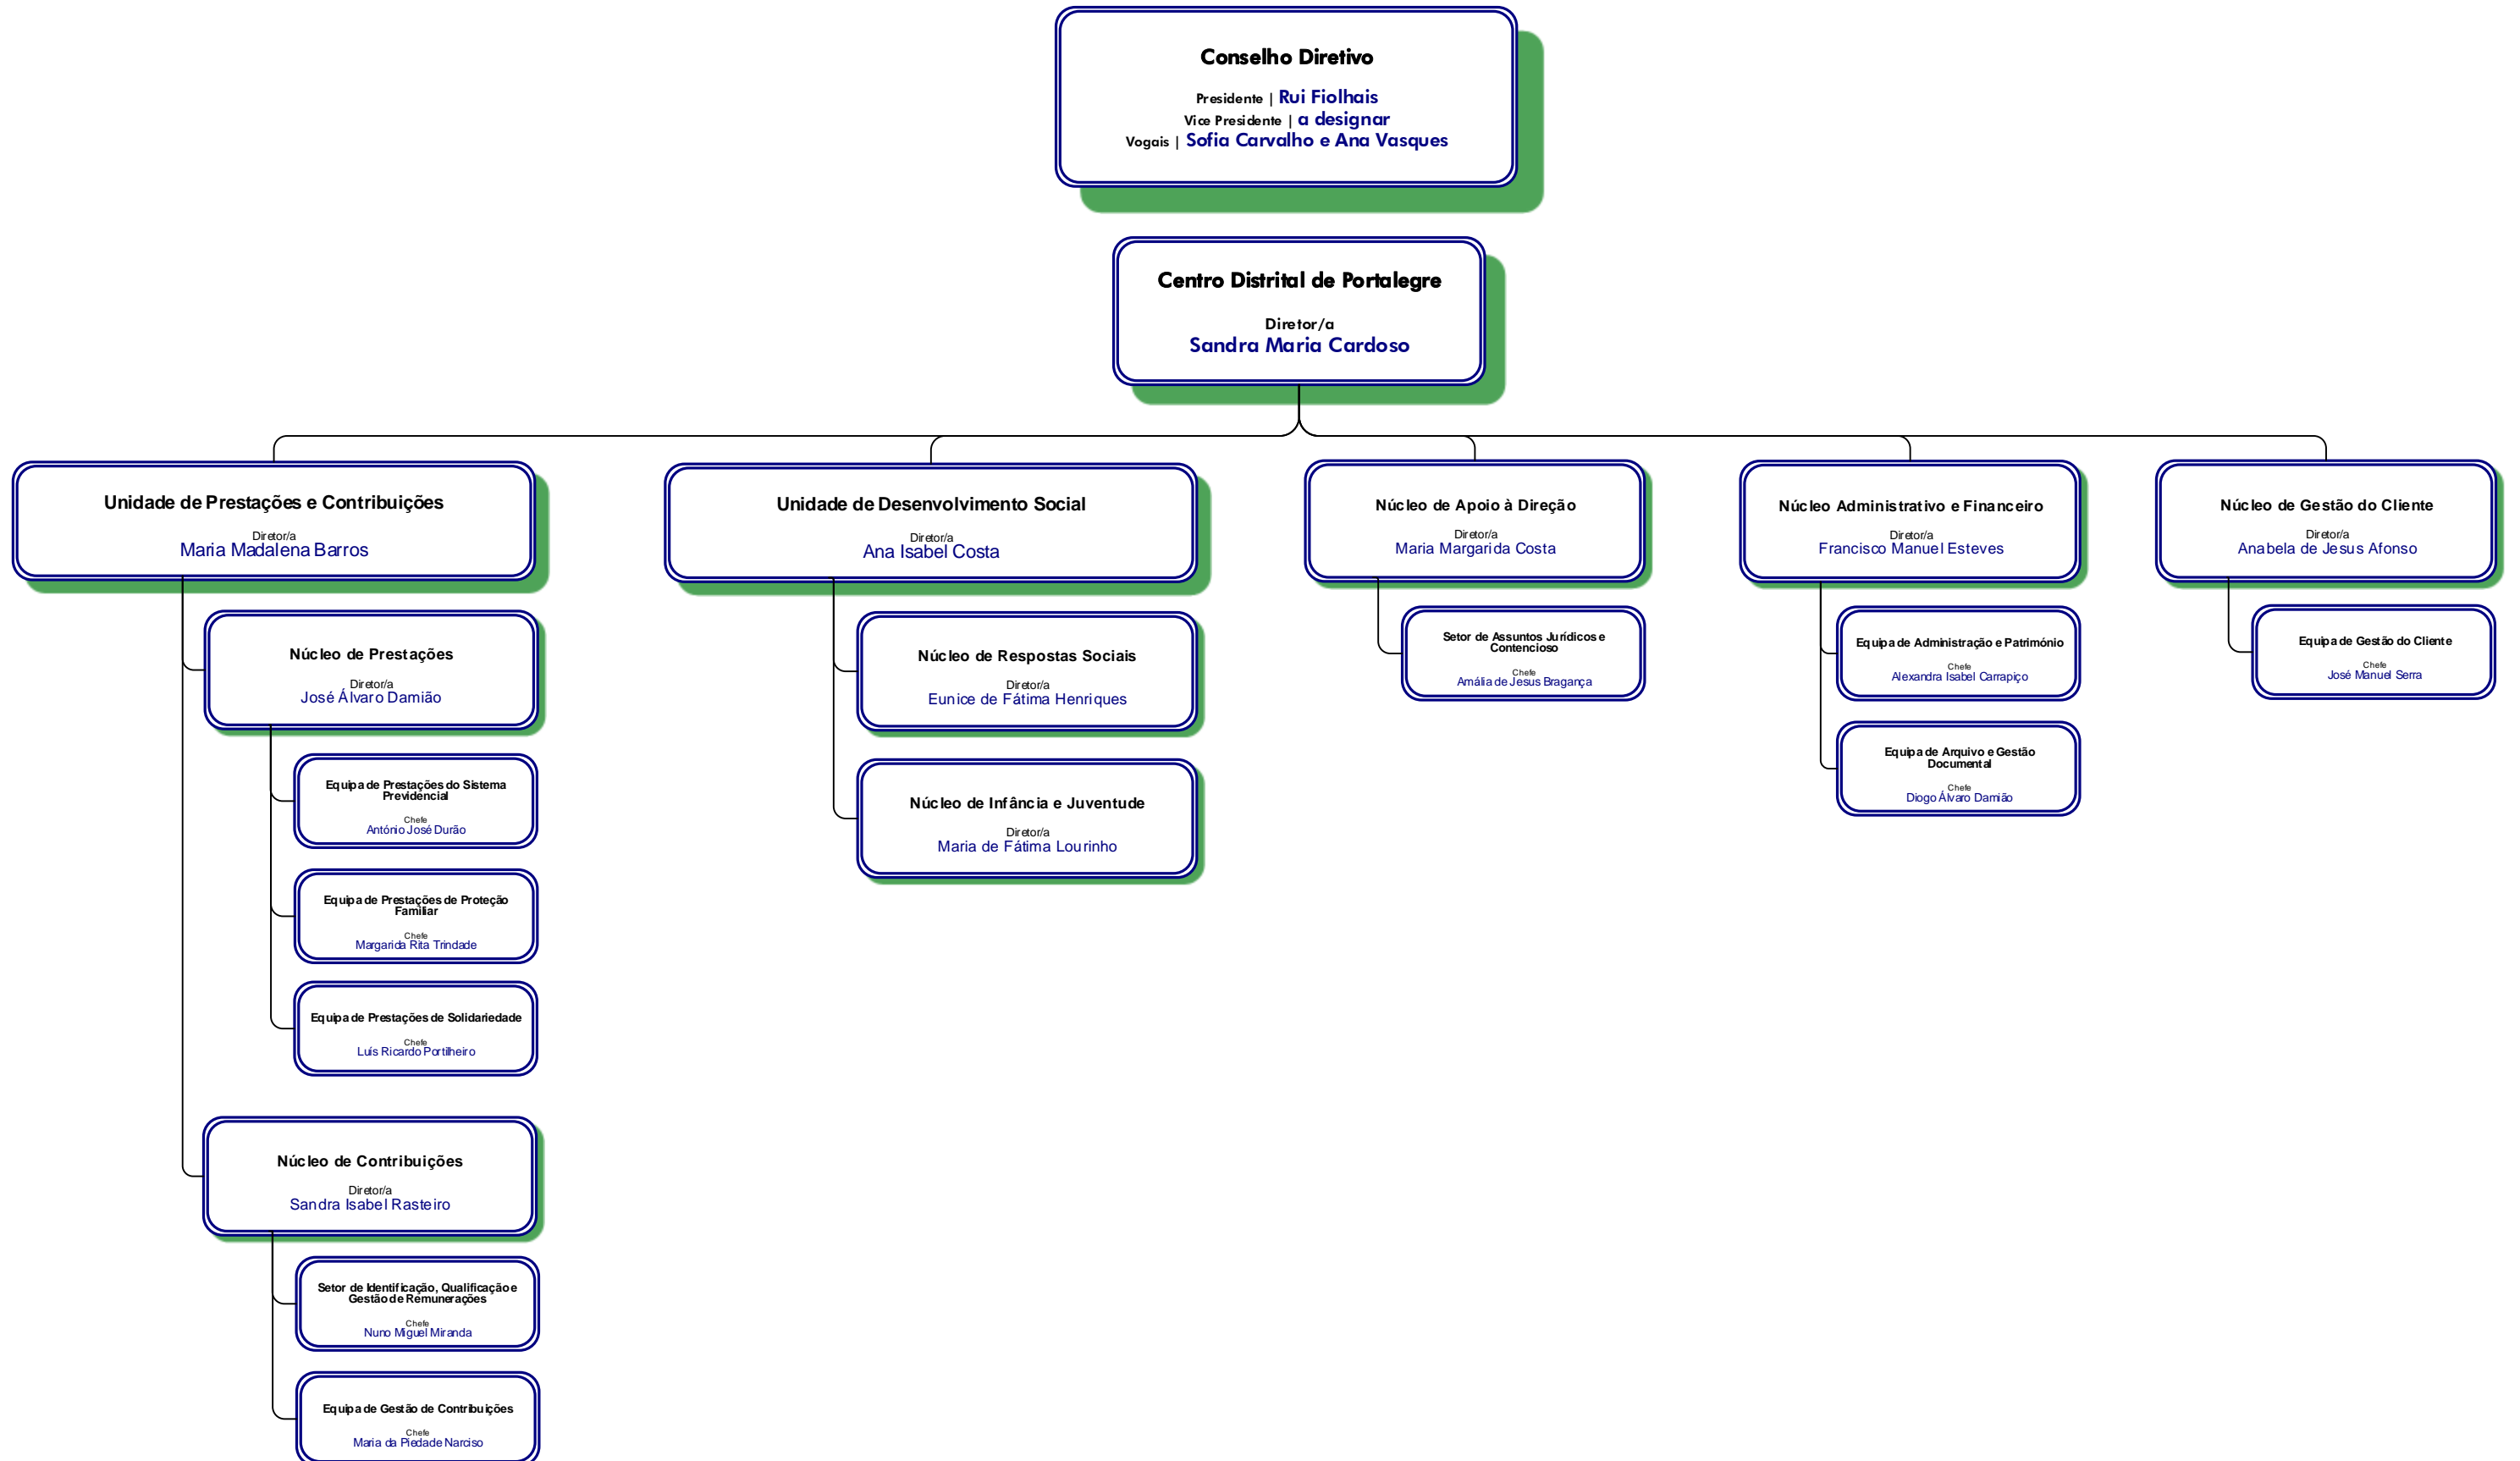 Conselho Diretivo
Presidente | Rui Fiolhais
Vice Presidente | a designar
Vogais | Sofia Carvalho e Ana Vasques
Centro Distrital de Portalegre
Diretor/a
Sandra Maria Cardoso
Unidade de Prestações e Contribuições
Diretor/a
Maria Madalena Barros
Núcleo de Prestações
Diretor/a
José Álvaro Damião
Equipa de Prestações do Sistema
Previdencial
Chefe
António José Durão
Equipa de Prestações de Proteção
Familiar
Chefe
Margarida Rita Trindade
Equipa de Prestações de Solidariedade
Chefe
Luís Ricardo Portilheiro
Núcleo de Contribuições
Diretor/a
Sandra Isabel Rasteiro
Setor de Identificação, Qualificação e
Gestão de Remunerações
Chefe
Nuno Miguel Miranda
Equipa de Gestão de Contribuições
Chefe
Maria da Piedade Narciso
Unidade de Desenvolvimento Social
Diretor/a
Ana Isabel Costa
Núcleo de Respostas Sociais
Diretor/a
Eunice de Fátima Henriques
Núcleo de Infância e Juventude
Diretor/a
Maria de Fátima Lourinho
Núcleo de Apoio à Direção
Diretor/a
Maria Margarida Costa
Setor de Assuntos Jurídicos e
Contencioso
Chefe
Amália de Jesus Bragança
Núcleo Administrativo e Financeiro
Diretor/a
Francisco Manuel Esteves
Equipa de Administração e Património
Chefe
Alexandra Isabel Carrapiço
Equipa de Arquivo e Gestão
Documental
Chefe
Diogo Álvaro Damião
Núcleo de Gestão do Cliente
Diretor/a
Anabela de Jesus Afonso
Equipa de Gestão do Cliente
Chefe
José Manuel Serra